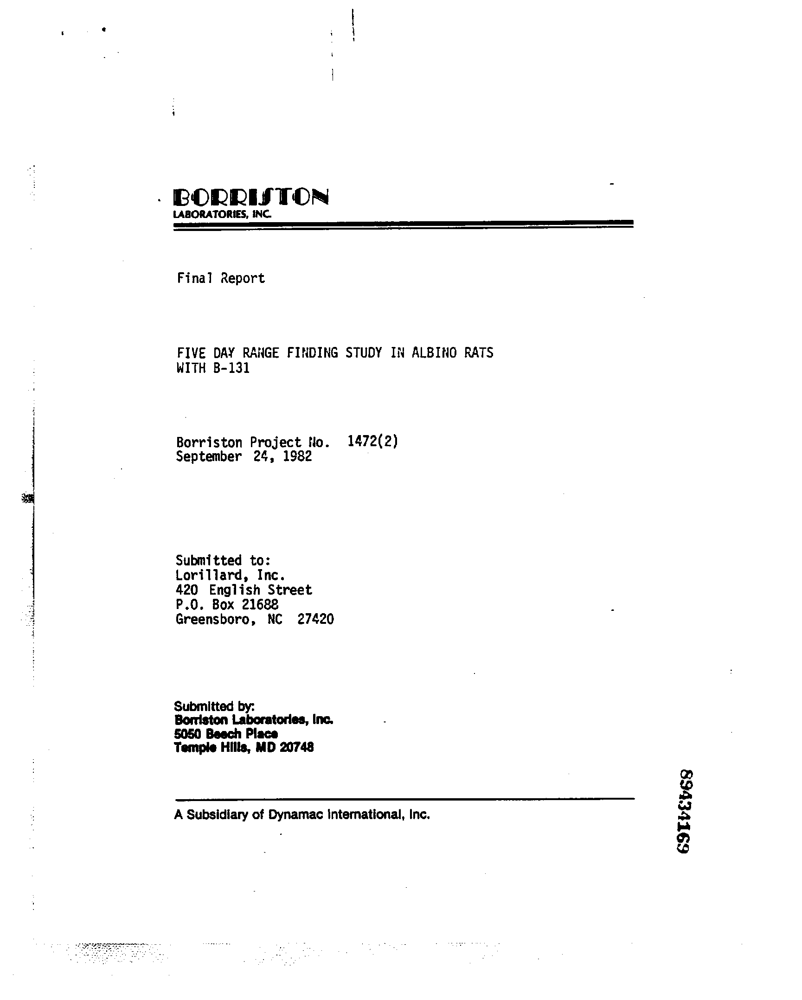 BORRISTON
LABORATORIES, INC.
Final Report
FIVE DAY RANGE FINDING STUDY IN ALBINO RATS
WITH B-131
Borriston Project No. 1472(2)
September 24, 1982
Submitted to:
Lorillard, Inc.
420 English Street
P.O. Box 21688
Greensboro, NC 27420
Submitted by:
Borriston Laboratories, Inc.
5050 Beech Place
Temple Hills, MD 20748
A Subsidiary of Dynamac International, Inc.
89434169